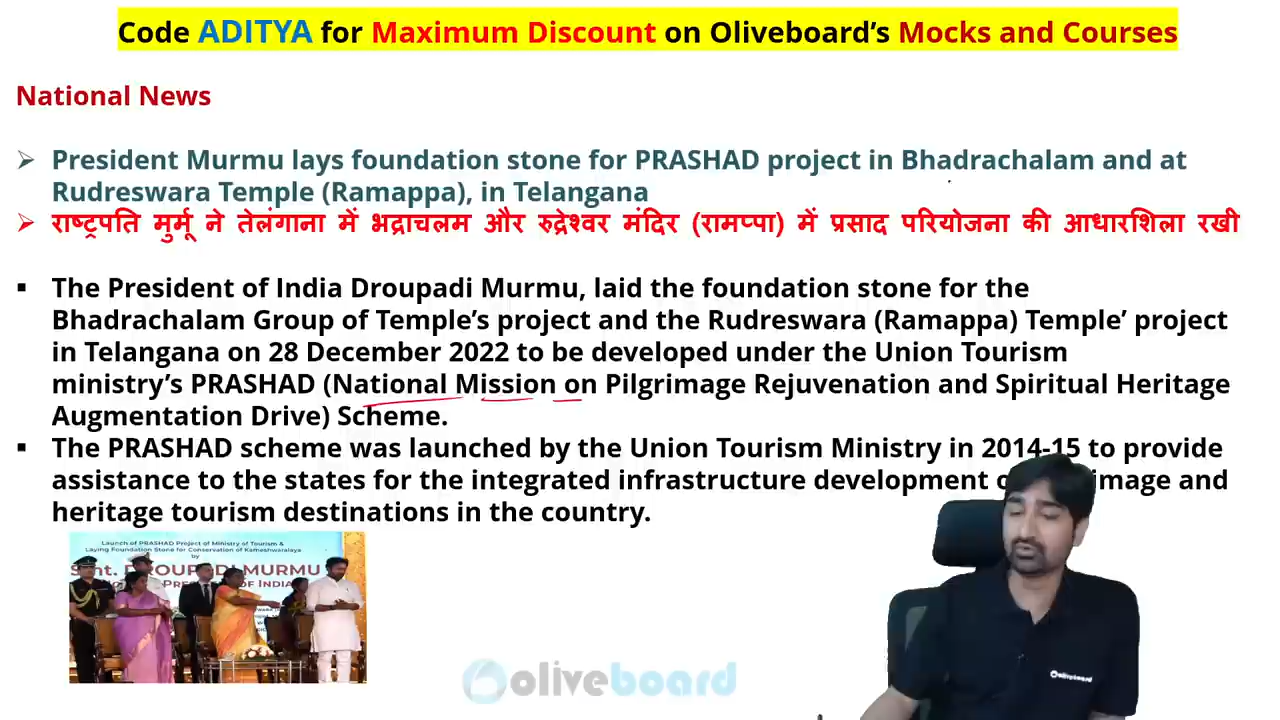 Code ADITYA for Maximum Discount on Oliveboard’s Mocks and Courses
National News
➢ President Murmu lays foundation stone for PRASHAD project in Bhadrachalam and at
Rudreswara Temple (Ramappa), in Telangana
➢ राष्ट्रपति मुर्मू ने तेलंगाना में भद्राचलम और रुद्रेश्वर मंदिर (रामप्पा) में प्रसाद परियोजना की आधारशिला रखी
▪ The President of India Droupadi Murmu, laid the foundation stone for the
Bhadrachalam Group of Temple’s project and the Rudreswara (Ramappa) Temple’ project
in Telangana on 28 December 2022 to be developed under the Union Tourism
ministry’s PRASHAD (National Mission on Pilgrimage Rejuvenation and Spiritual Heritage
Augmentation Drive) Scheme.
▪ The PRASHAD scheme was launched by the Union Tourism Ministry in 2014-15 to provide
assistance to the states for the integrated infrastructure development and
heritage tourism destinations in the country.
Launch of PRASHAD Project of Ministry of Tourism &
Laying Foundation Stone for Conservation of Kameshwaralaya
by
MURMU
OF INDIA
oliveboard
oliveboard